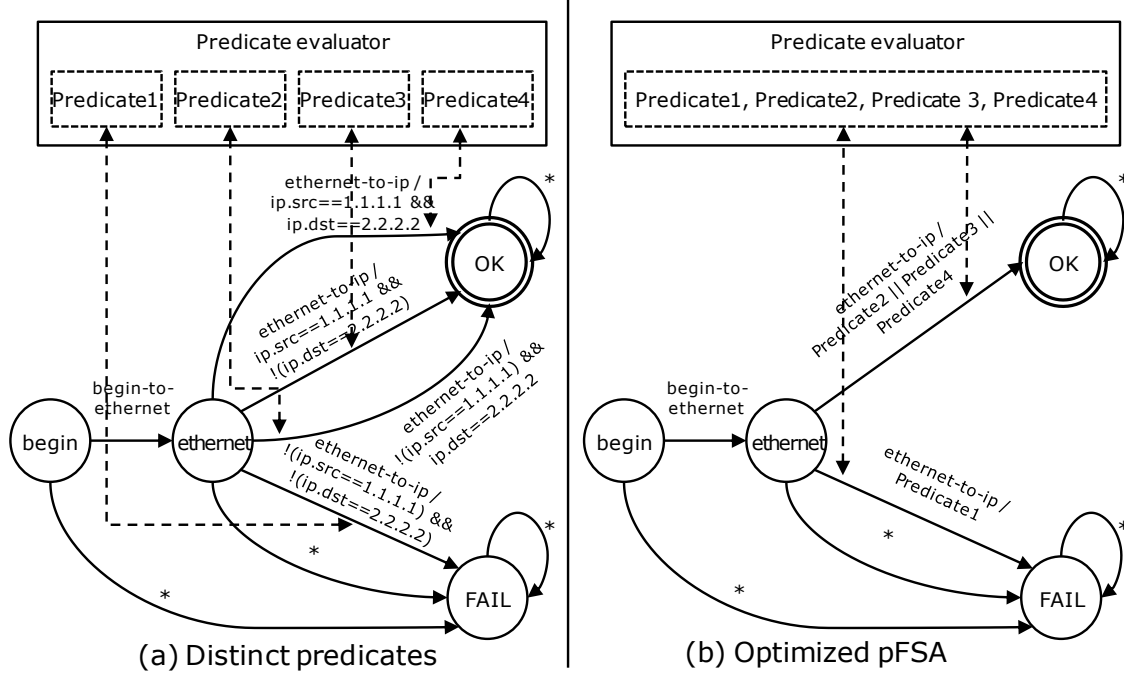 Predicate evaluator
Predicate1
Predicate2
Predicate3
Predicate4
ethernet-to-ip /
ip.src==1.1.1.1 &&
ip.dst==2.2.2.2
*
OK
ethernet-to-ip /
ip.src==1.1.1.1 &&
!(ip.dst==2.2.2.2)
ethernet-to-ip /
!(ip.src==1.1.1.1) &&
ip.dst==2.2.2.2
begin-to-
ethernet
begin
ethernet
ethernet-to-ip /
!(ip.src==1.1.1.1) &&
!(ip.dst==2.2.2.2)
*
*
*
FAIL
(a) Distinct predicates
Predicate evaluator
Predicate1, Predicate2, Predicate 3, Predicate4
*
OK
ethernet-to-ip /
Predicate2 || Predicate3 ||
Predicate4
begin-to-
ethernet
begin
ethernet
ethernet-to-ip /
Predicate1
*
*
*
FAIL
(b) Optimized pFSA